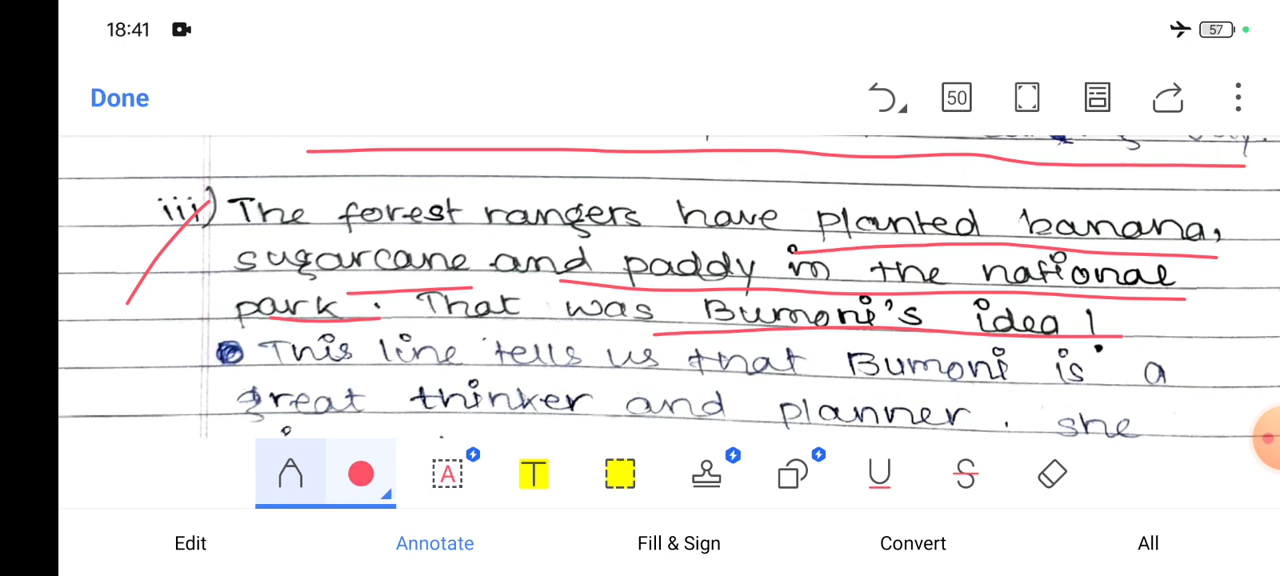 18:41
57
Done
50
iii) The forest rangers have planted banana,
sugarcane and paddy in the national
park. That was Bumoni's idea!
This line tells us that Bumoni is a
great thinker and planner. she
A
T
U
S
Edit
Annotate
Fill & Sign
Convert
All